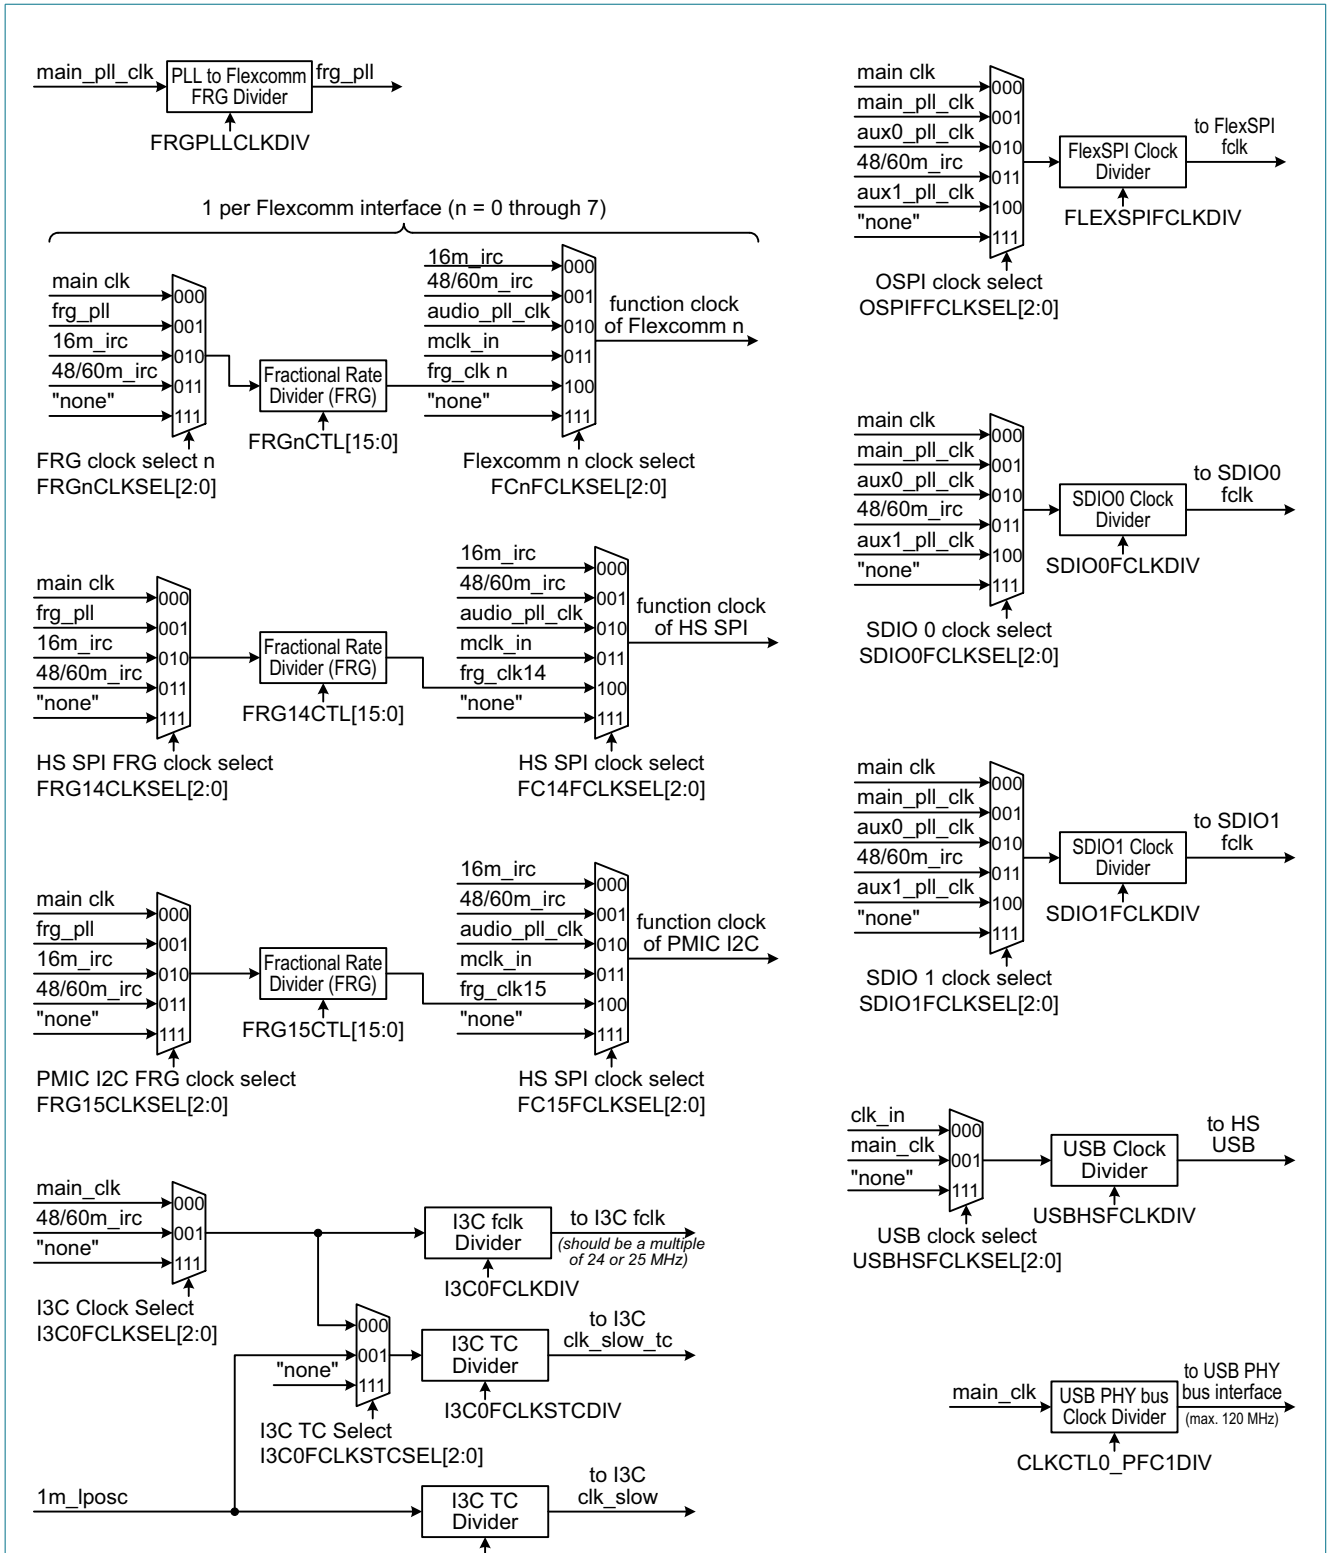 main_pll_clk
PLL to Flexcomm
FRG Divider
frg_pll
FRGPLLCLKDIV
1 per Flexcomm interface (n = 0 through 7)
main clk
000
frg_pll
001
16m_irc
010
48/60m_irc
011
"none"
111
FRG clock select n
FRGnCLKSEL[2:0]
Fractional Rate
Divider (FRG)
FRGnCTL[15:0]
16m_irc
000
48/60m_irc
001
audio_pll_clk
010
mclk_in
011
frg_clk n
100
"none"
111
Flexcomm n clock select
FCnFCLKSEL[2:0]
function clock
of Flexcomm n
main clk
000
frg_pll
001
16m_irc
010
48/60m_irc
011
"none"
111
HS SPI FRG clock select
FRG14CLKSEL[2:0]
Fractional Rate
Divider (FRG)
FRG14CTL[15:0]
16m_irc
000
48/60m_irc
001
audio_pll_clk
010
mclk_in
011
frg_clk14
100
"none"
111
HS SPI clock select
FC14FCLKSEL[2:0]
function clock
of HS SPI
main clk
000
frg_pll
001
16m_irc
010
48/60m_irc
011
"none"
111
PMIC I2C FRG clock select
FRG15CLKSEL[2:0]
Fractional Rate
Divider (FRG)
FRG15CTL[15:0]
16m_irc
000
48/60m_irc
001
audio_pll_clk
010
mclk_in
011
frg_clk15
100
"none"
111
HS SPI clock select
FC15FCLKSEL[2:0]
function clock
of PMIC I2C
main_clk
000
48/60m_irc
001
"none"
111
I3C Clock Select
I3C0FCLKSEL[2:0]
I3C fclk
Divider
I3C0FCLKDIV
to I3C fclk
(should be a multiple
of 24 or 25 MHz)
000
001
"none"
111
I3C TC Select
I3C0FCLKSTCSEL[2:0]
I3C TC
Divider
I3C0FCLKSTCDIV
to I3C
clk_slow_tc
1m_lposc
I3C TC
Divider
to I3C
clk_slow
main clk
000
main_pll_clk
001
aux0_pll_clk
010
48/60m_irc
011
aux1_pll_clk
100
"none"
111
OSPI clock select
OSPIFFCLKSEL[2:0]
FlexSPI Clock
Divider
FLEXSPIFCLKDIV
to FlexSPI
fclk
main clk
000
main_pll_clk
001
aux0_pll_clk
010
48/60m_irc
011
aux1_pll_clk
100
"none"
111
SDIO 0 clock select
SDIO0FCLKSEL[2:0]
SDIO0 Clock
Divider
SDIO0FCLKDIV
to SDIO0
fclk
main clk
000
main_pll_clk
001
aux0_pll_clk
010
48/60m_irc
011
aux1_pll_clk
100
"none"
111
SDIO 1 clock select
SDIO1FCLKSEL[2:0]
SDIO1 Clock
Divider
SDIO1FCLKDIV
to SDIO1
fclk
clk_in
000
main_clk
001
"none"
111
USB clock select
USBHSFCLKSEL[2:0]
USB Clock
Divider
USBHSFCLKDIV
to HS
USB
main_clk
USB PHY bus
Clock Divider
CLKCTL0_PFC1DIV
to USB PHY
bus interface
(max. 120 MHz)